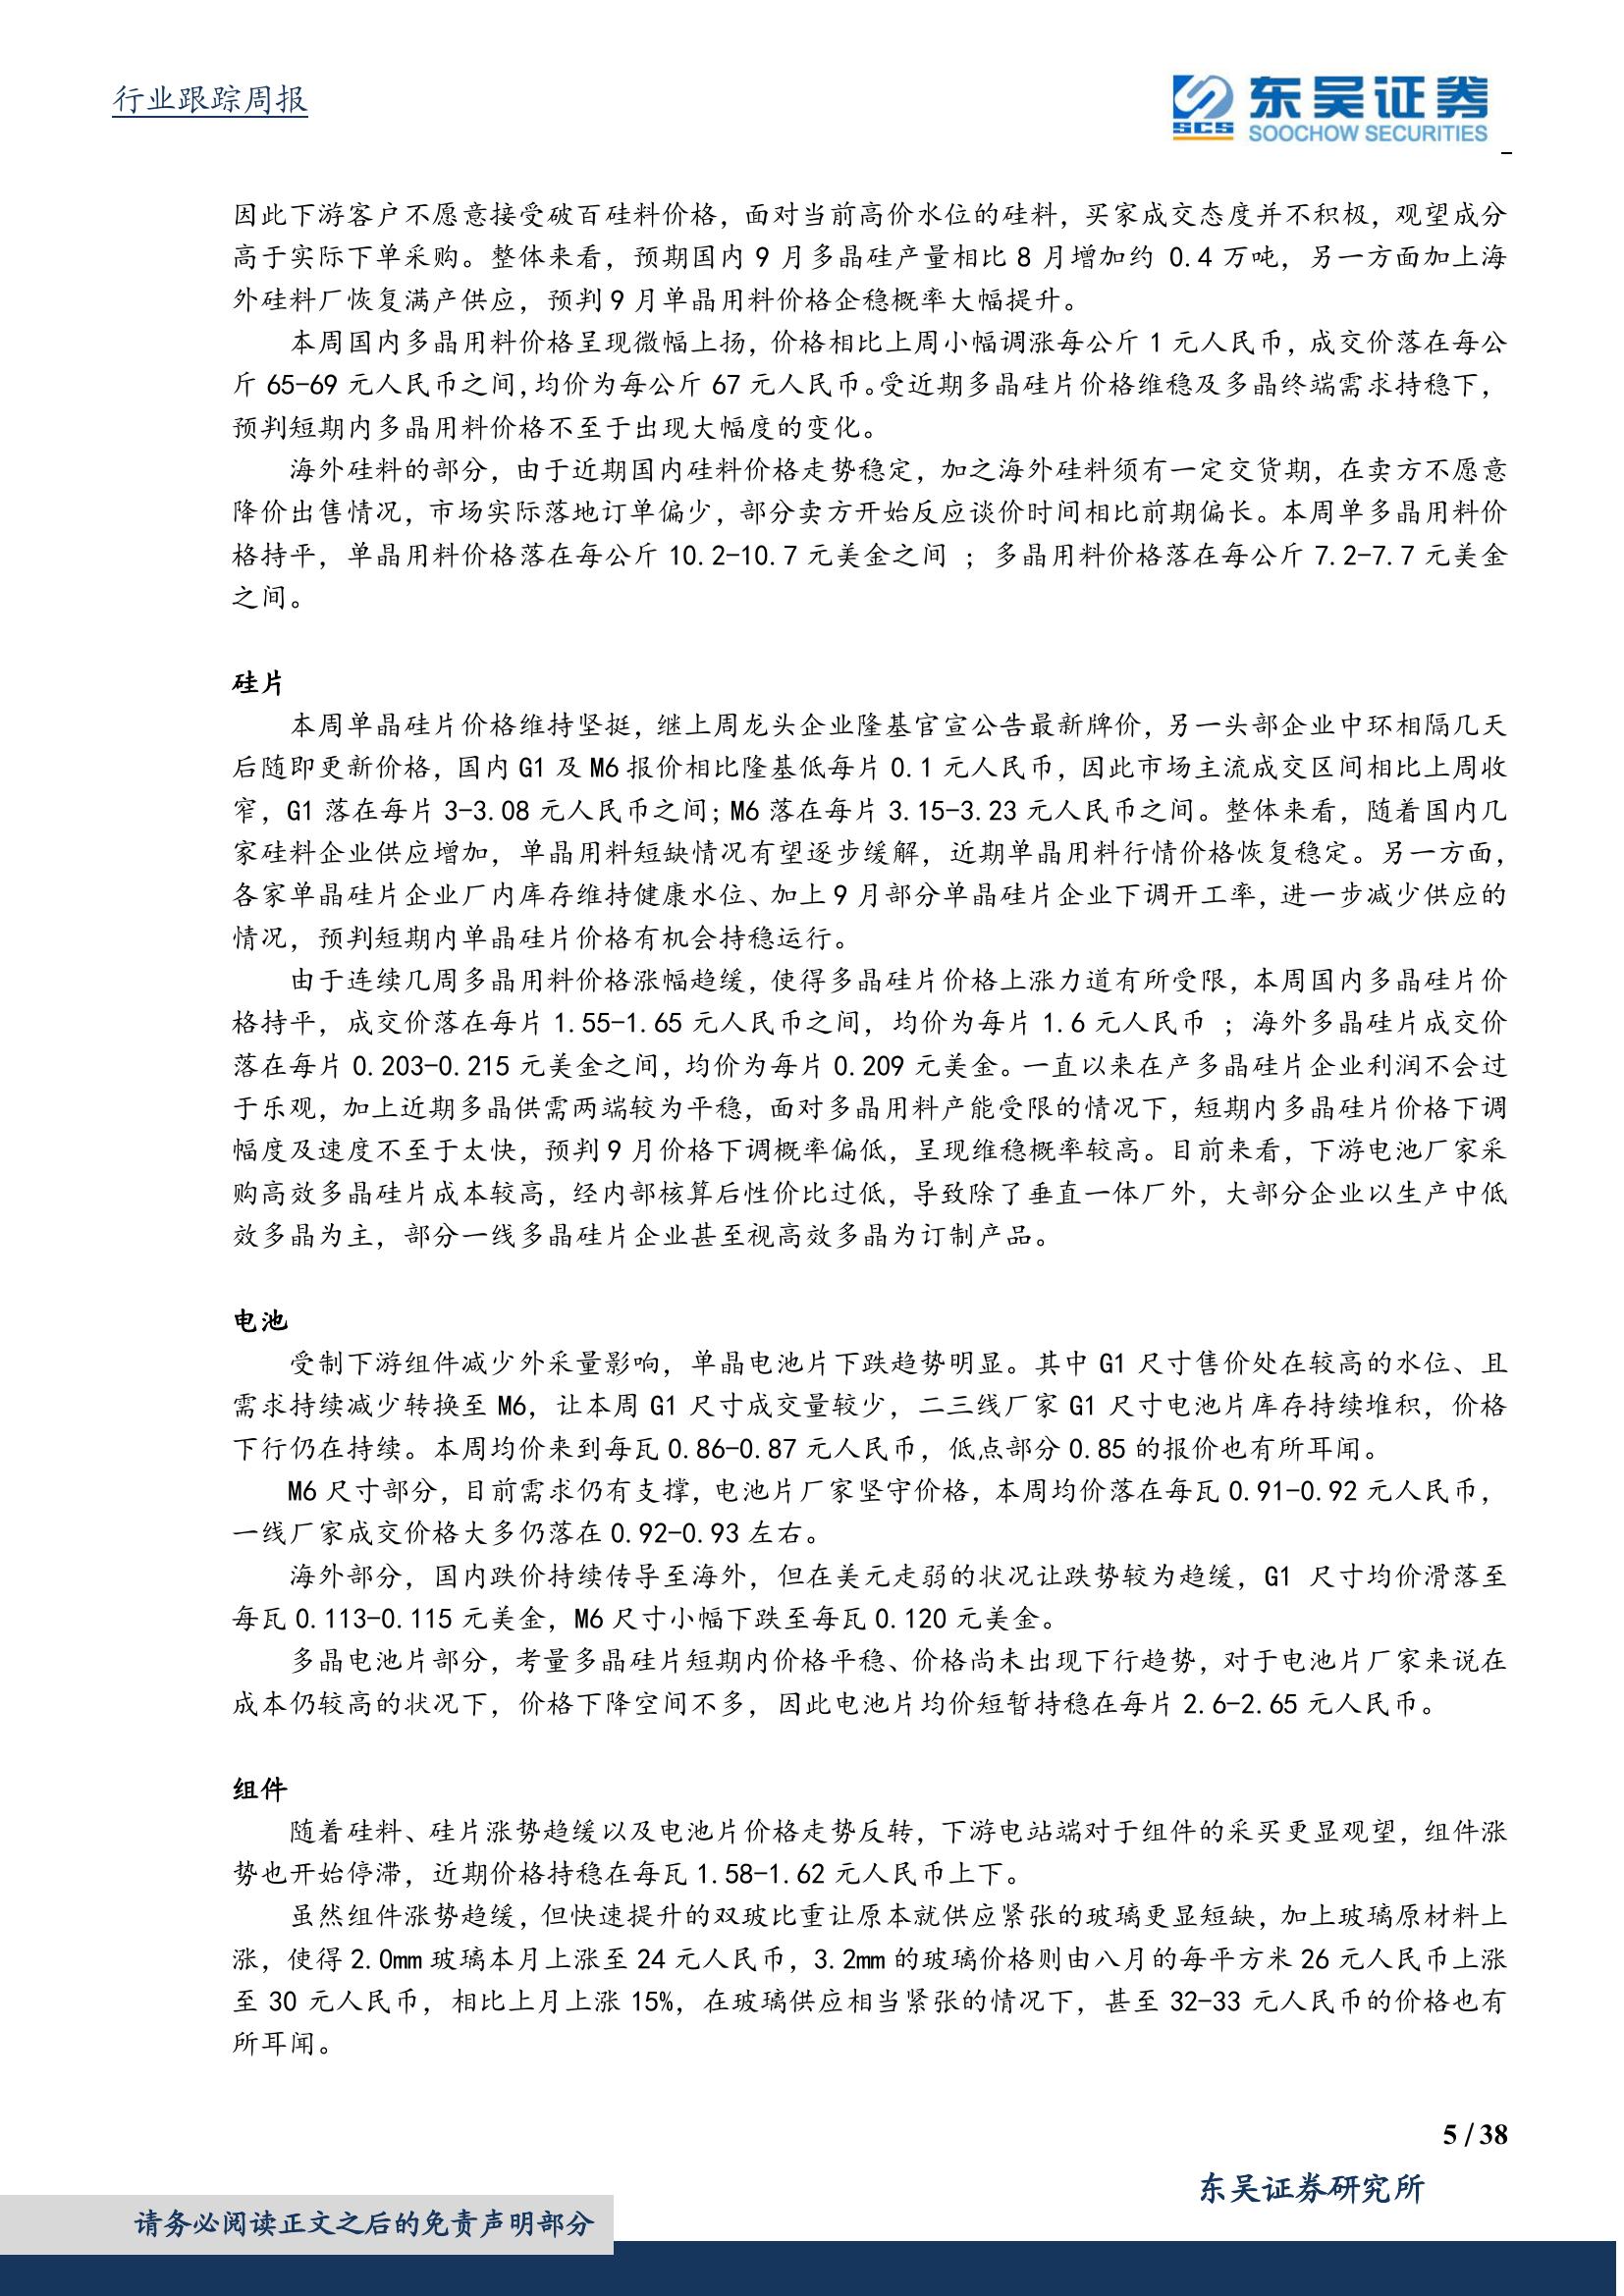 行业跟踪周报
东吴证券
SCS
SOOCHOW SECURITIES
因此下游客户不愿意接受破百硅料价格，面对当前高价水位的硅料，买家成交态度并不积极，观望成分
高于实际下单采购。整体来看，预期国内 9 月多晶硅产量相比 8 月增加约 0.4 万吨，另一方面加上海
外硅料厂恢复满产供应，预判 9 月单晶用料价格企稳概率大幅提升。
本周国内多晶用料价格呈现微幅上扬，价格相比上周小幅调涨每公斤 1 元人民币，成交价落在每公
斤 65-69 元人民币之间，均价为每公斤 67 元人民币。受近期多晶硅片价格维稳及多晶终端需求持稳下，
预判短期内多晶用料价格不至于出现大幅度的变化。
海外硅料的部分，由于近期国内硅料价格走势稳定，加之海外硅料须有一定交货期，在卖方不愿意
降价出售情况，市场实际落地订单偏少，部分卖方开始反应谈价时间相比前期偏长。本周单多晶用料价
格持平，单晶用料价格落在每公斤 10.2-10.7 元美金之间 ；多晶用料价格落在每公斤 7.2-7.7 元美金
之间。
硅片
本周单晶硅片价格维持坚挺，继上周龙头企业隆基官宣公告最新牌价，另一头部企业中环相隔几天
后随即更新价格，国内 G1 及 M6 报价相比隆基低每片 0.1 元人民币，因此市场主流成交区间相比上周收
窄，G1 落在每片 3-3.08 元人民币之间；M6 落在每片 3.15-3.23 元人民币之间。整体来看，随着国内几
家硅料企业供应增加，单晶用料短缺情况有望逐步缓解，近期单晶用料行情价格恢复稳定。另一方面，
各家单晶硅片企业厂内库存维持健康水位、加上 9 月部分单晶硅片企业下调开工率，进一步减少供应的
情况，预判短期内单晶硅片价格有机会持稳运行。
由于连续几周多晶用料价格涨幅趋缓，使得多晶硅片价格上涨力道有所受限，本周国内多晶硅片价
格持平，成交价落在每片 1.55-1.65 元人民币之间，均价为每片 1.6 元人民币 ；海外多晶硅片成交价
落在每片 0.203-0.215 元美金之间，均价为每片 0.209 元美金。一直以来在产多晶硅片企业利润不会过
于乐观，加上近期多晶供需两端较为平稳，面对多晶用料产能受限的情况下，短期内多晶硅片价格下调
幅度及速度不至于太快，预判 9 月价格下调概率偏低，呈现维稳概率较高。目前来看，下游电池厂家采
购高效多晶硅片成本较高，经内部核算后性价比过低，导致除了垂直一体厂外，大部分企业以生产中低
效多晶为主，部分一线多晶硅片企业甚至视高效多晶为订制产品。
电池
受制下游组件减少外采量影响，单晶电池片下跌趋势明显。其中 G1 尺寸售价处在较高的水位、且
需求持续减少转换至 M6，让本周 G1 尺寸成交量较少，二三线厂家 G1 尺寸电池片库存持续堆积，价格
下行仍在持续。本周均价来到每瓦 0.86-0.87 元人民币，低点部分 0.85 的报价也有所耳闻。
M6 尺寸部分，目前需求仍有支撑，电池片厂家坚守价格，本周均价落在每瓦 0.91-0.92 元人民币，
一线厂家成交价格大多仍落在 0.92-0.93 左右。
海外部分，国内跌价持续传导至海外，但在美元走弱的状况让跌势较为趋缓，G1 尺寸均价滑落至
每瓦 0.113-0.115 元美金，M6 尺寸小幅下跌至每瓦 0.120 元美金。
多晶电池片部分，考量多晶硅片短期内价格平稳、价格尚未出现下行趋势，对于电池片厂家来说在
成本仍较高的状况下，价格下降空间不多，因此电池片均价短暂持稳在每片 2.6-2.65 元人民币。
组件
随着硅料、硅片涨势趋缓以及电池片价格走势反转，下游电站端对于组件的采买更显观望，组件涨
势也开始停滞，近期价格持稳在每瓦 1.58-1.62 元人民币上下。
虽然组件涨势趋缓，但快速提升的双玻比重让原本就供应紧张的玻璃更显短缺，加上玻璃原材料上
涨，使得 2.0mm 玻璃本月上涨至 24 元人民币，3.2mm 的玻璃价格则由八月的每平方米 26 元人民币上涨
至 30 元人民币，相比上月上涨 15%，在玻璃供应相当紧张的情况下，甚至 32-33 元人民币的价格也有
所耳闻。
5 / 38
东吴证券研究所
请务必阅读正文之后的免责声明部分